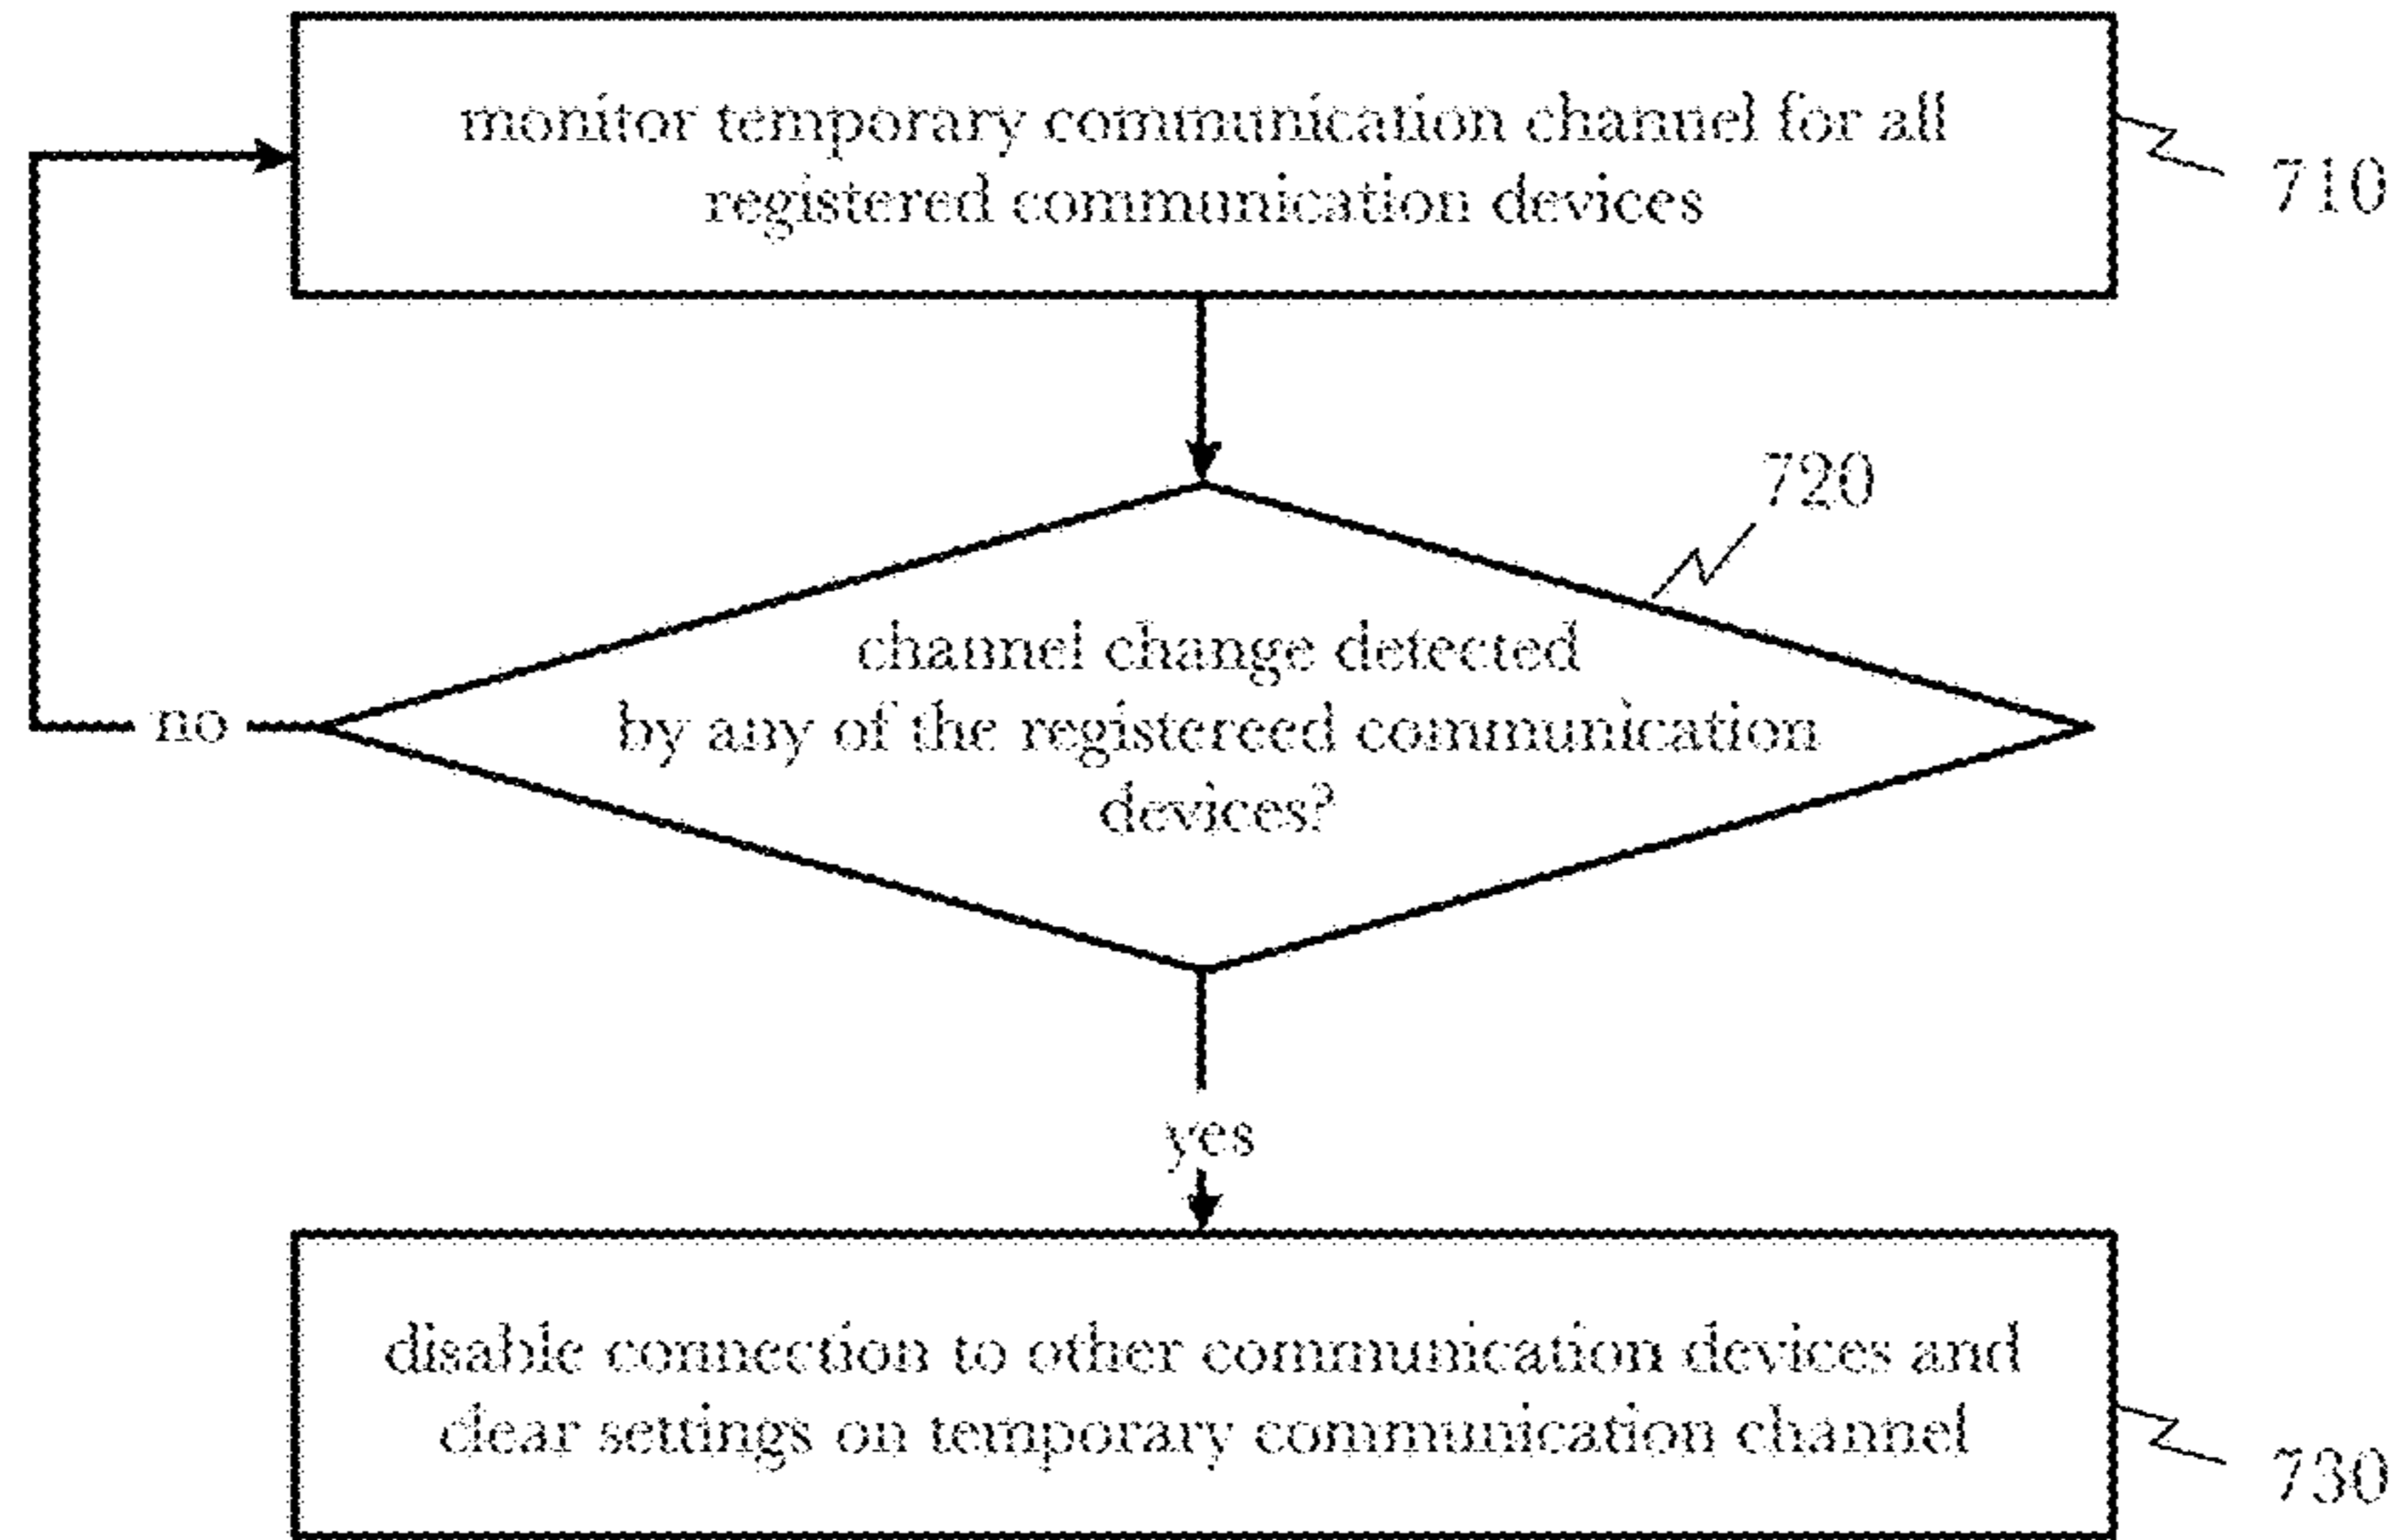 monitor temporary communication channel for all
registered communication devices
710
720
channel change detected
by any of the registereed communication
devices?
no
yes
disable connection to other communication devices and
clear settings on temporary communication channel
730